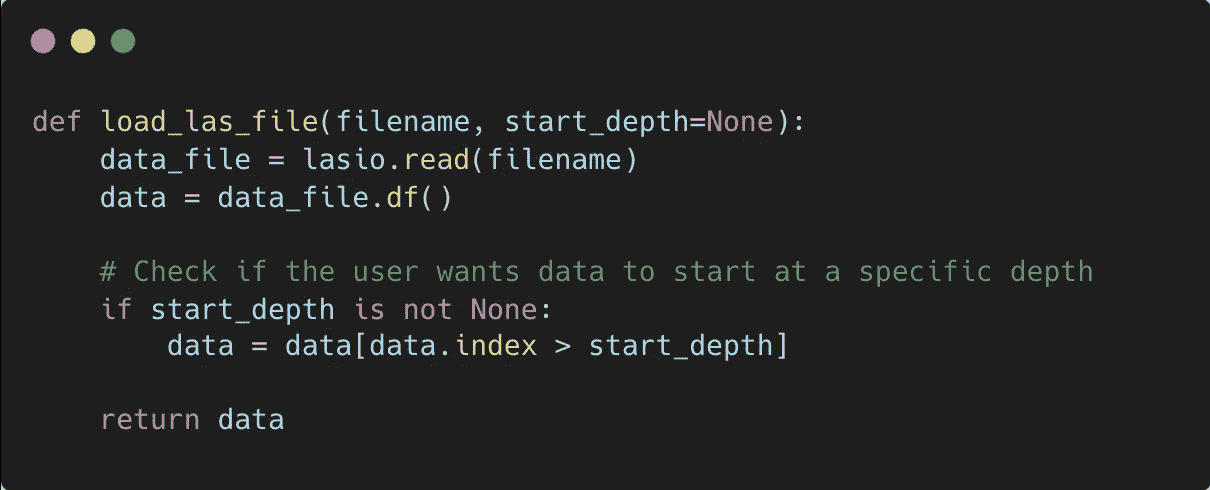 def load_las_file(filename, start_depth=None):
    data_file = lasio.read(filename)
    data = data_file.df()

    # Check if the user wants data to start at a specific depth
    if start_depth is not None:
        data = data[data.index > start_depth]

    return data